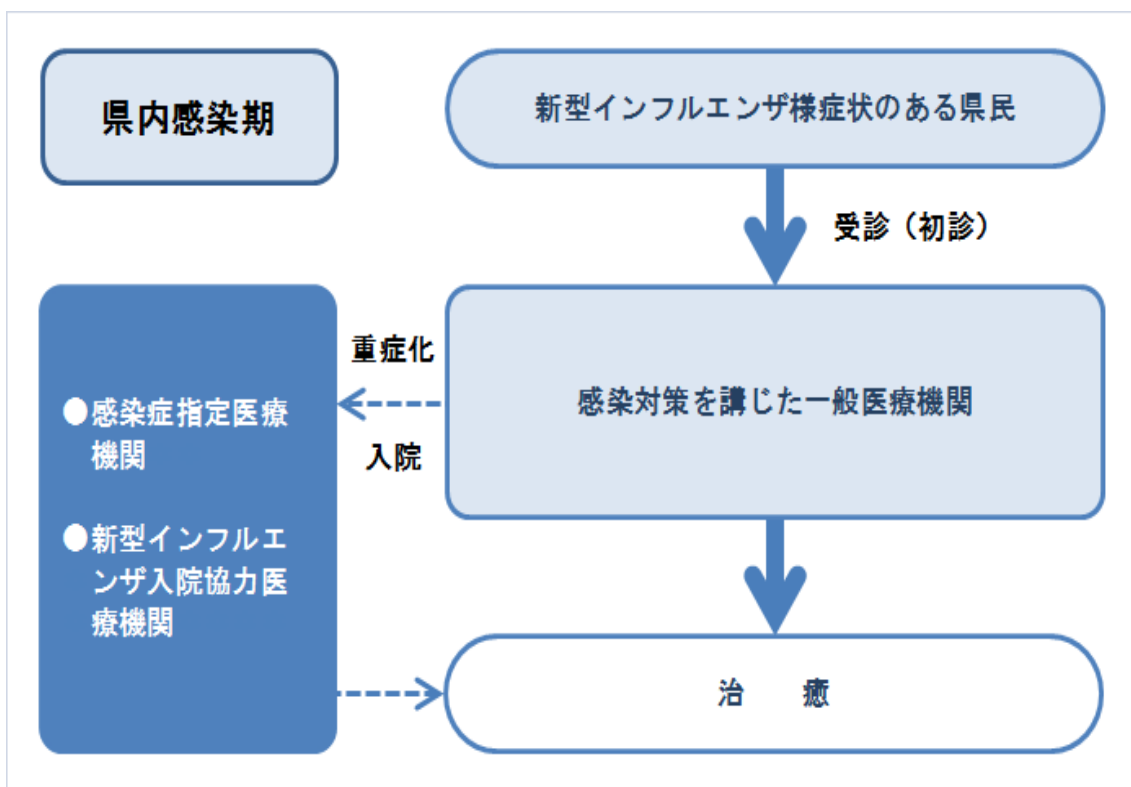 県内感染期
新型インフルエンザ様症状のある県民
受診（初診）
感染対策を講じた一般医療機関
重症化
入院
●感染症指定医療
機関
●新型インフルエ
ンザ入院協力医
療機関
治　　癒